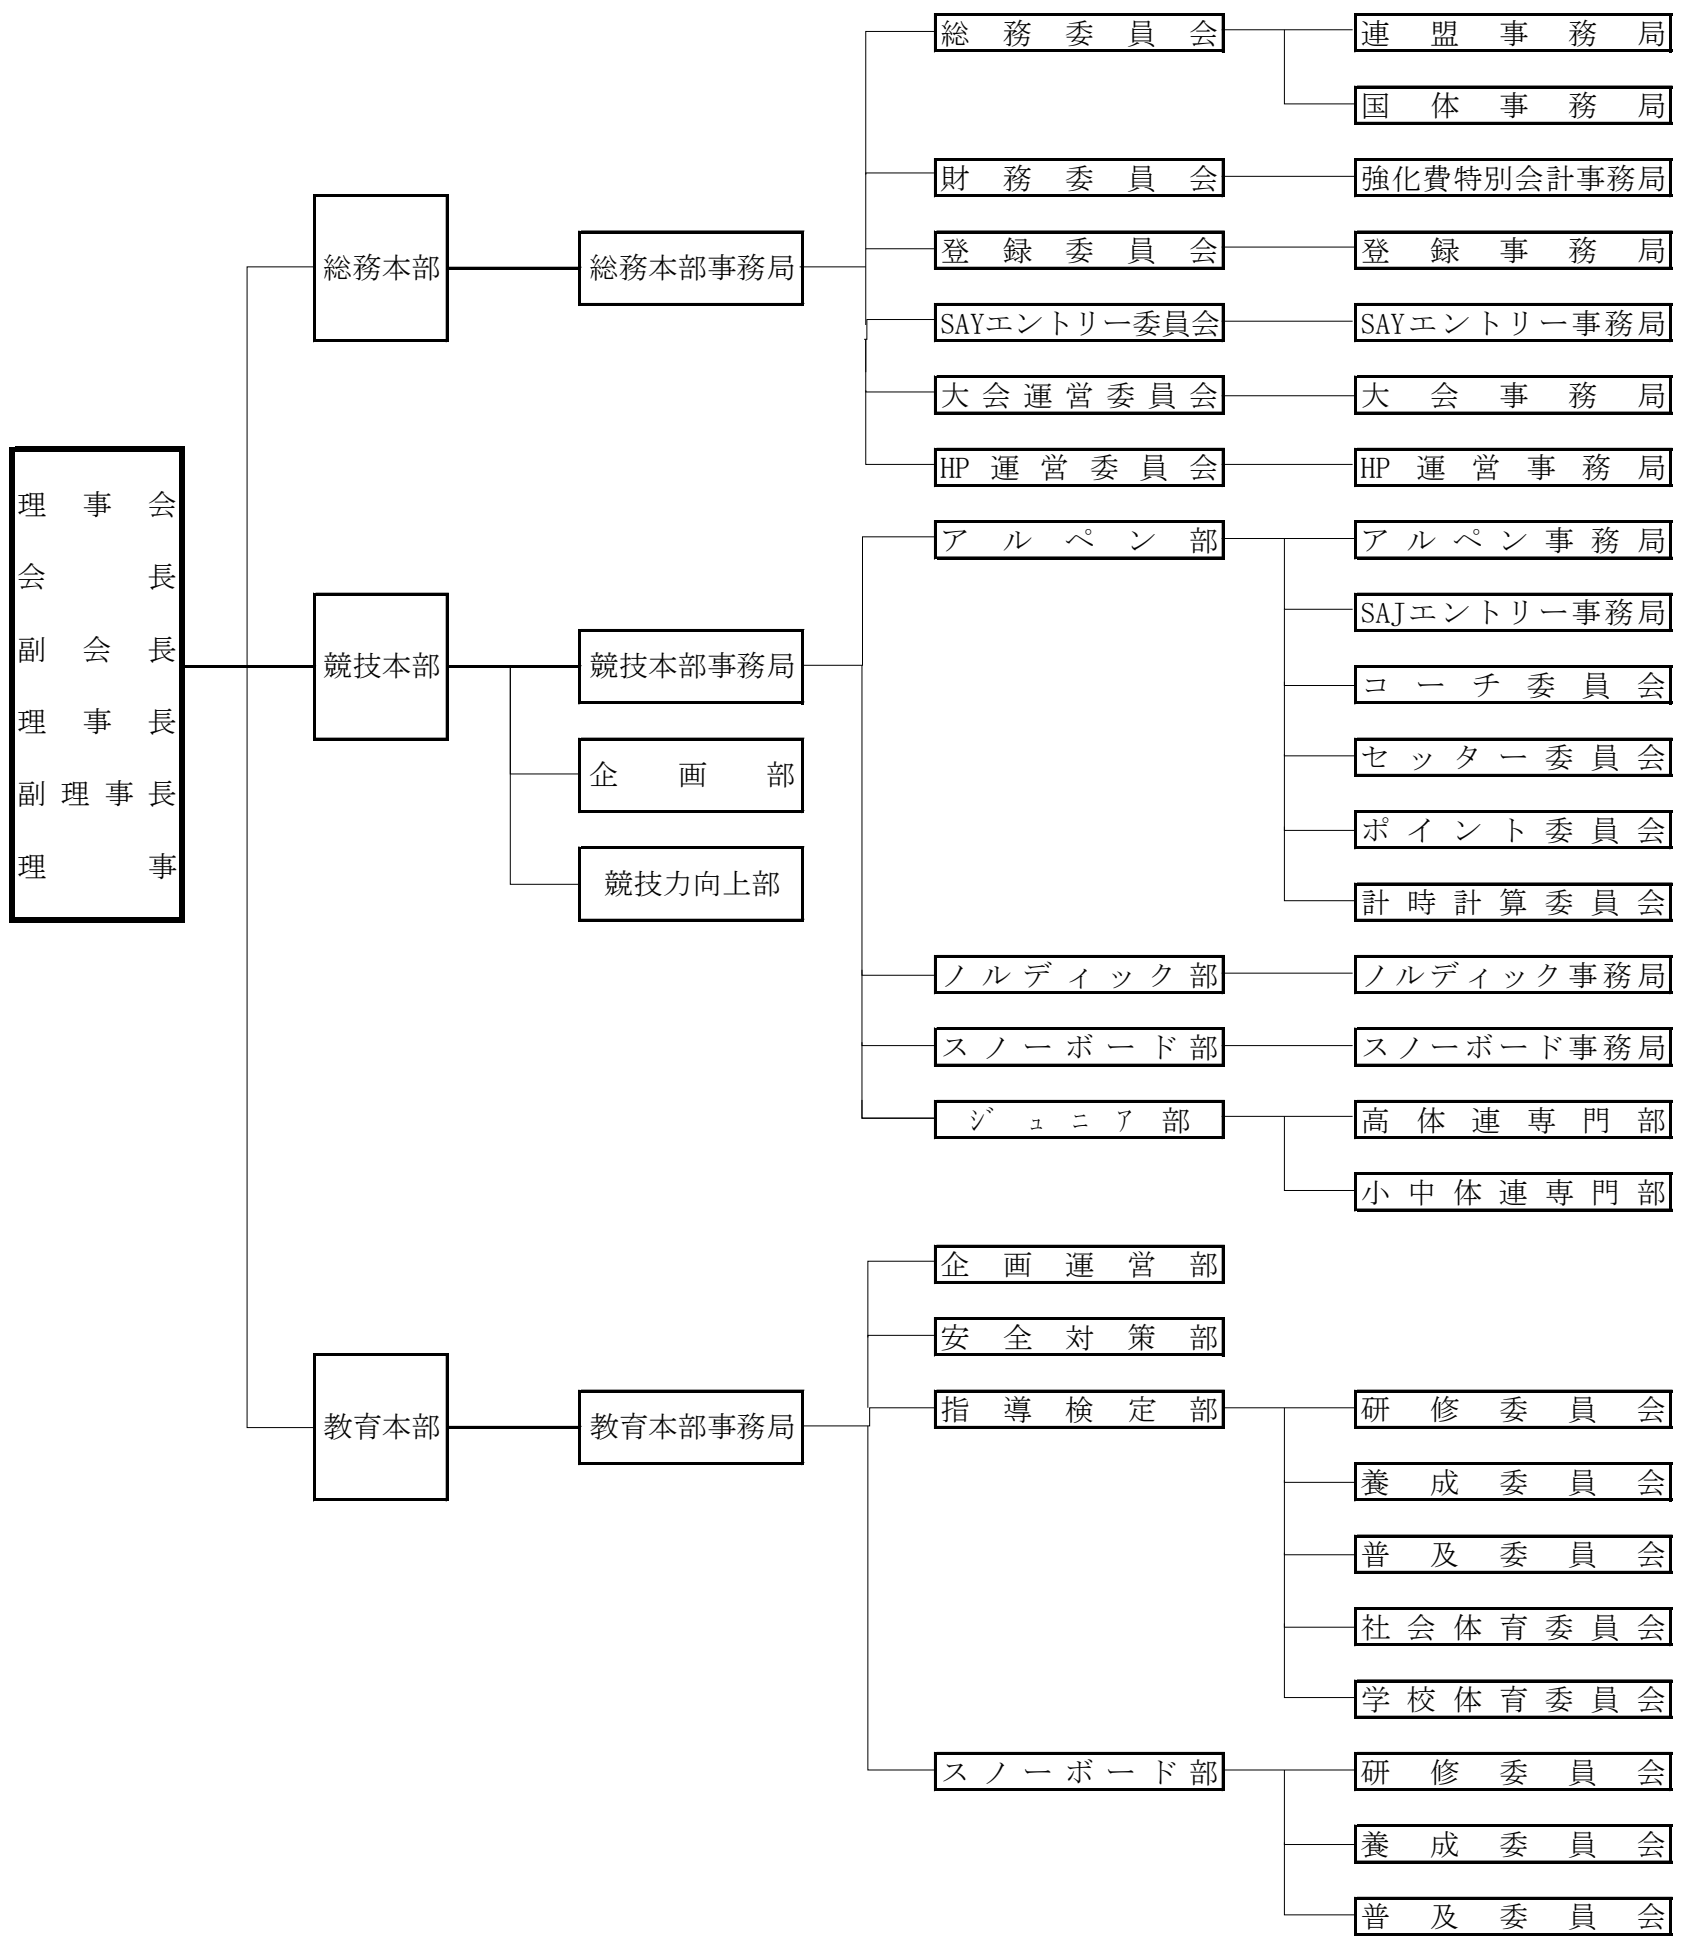 理事会
会長
副会長
理事長
副理事長
理事
総務本部
総務本部事務局
総務委員会
連盟事務局
国体事務局
財務委員会
強化費特別会計事務局
登録委員会
登録事務局
SAYエントリー委員会
SAYエントリー事務局
大会運営委員会
大会事務局
HP運営委員会
HP運営事務局
競技本部
競技本部事務局
企画部
競技力向上部
アルペン部
アルペン事務局
SAJエントリー事務局
コーチ委員会
セッター委員会
ポイント委員会
計時計算委員会
ノルディック部
ノルディック事務局
スノーボード部
スノーボード事務局
ジュニア部
高体連専門部
小中体連専門部
教育本部
教育本部事務局
企画運営部
安全対策部
指導検定部
研修委員会
養成委員会
普及委員会
社会体育委員会
学校体育委員会
スノーボード部
研修委員会
養成委員会
普及委員会